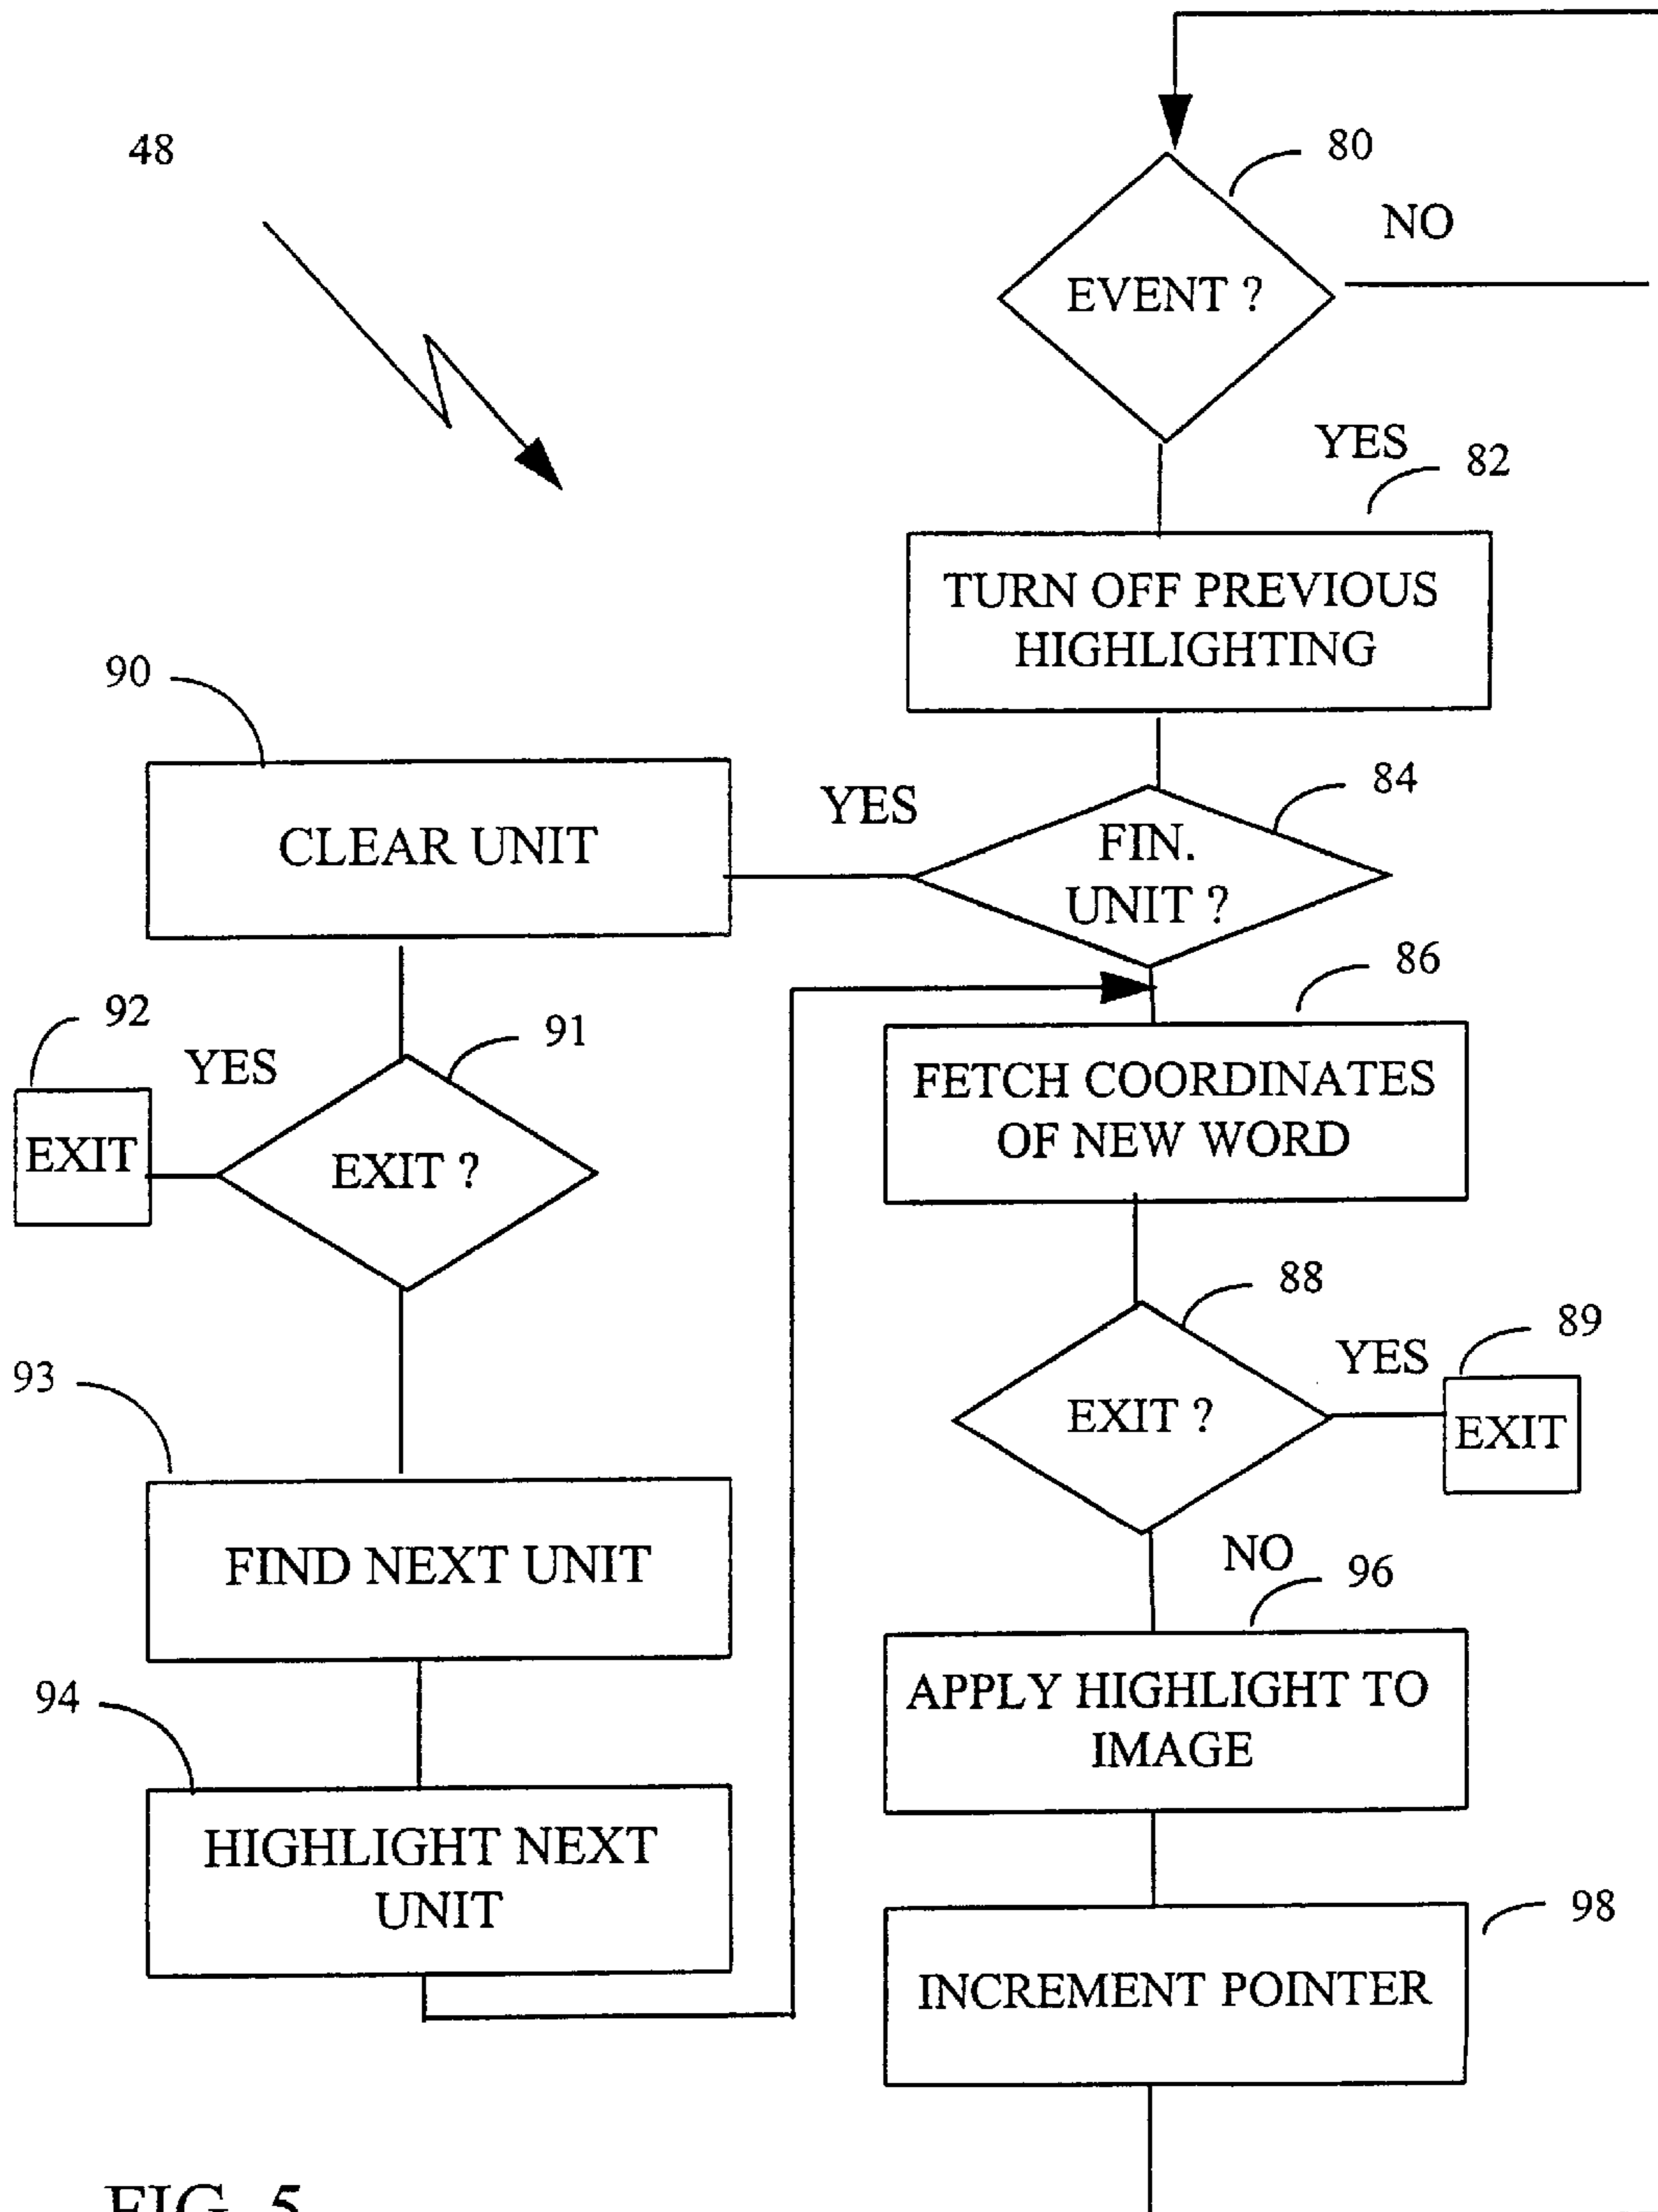 48
80
NO
EVENT ?
YES
82
TURN OFF PREVIOUS
HIGHLIGHTING
90
84
YES
CLEAR UNIT
FIN.
UNIT ?
86
92
91
YES
FETCH COORDINATES
OF NEW WORD
EXIT
EXIT ?
88
89
YES
93
EXIT ?
EXIT
NO
96
FIND NEXT UNIT
APPLY HIGHLIGHT TO
IMAGE
94
HIGHLIGHT NEXT
UNIT
98
INCREMENT POINTER
FIG. 5